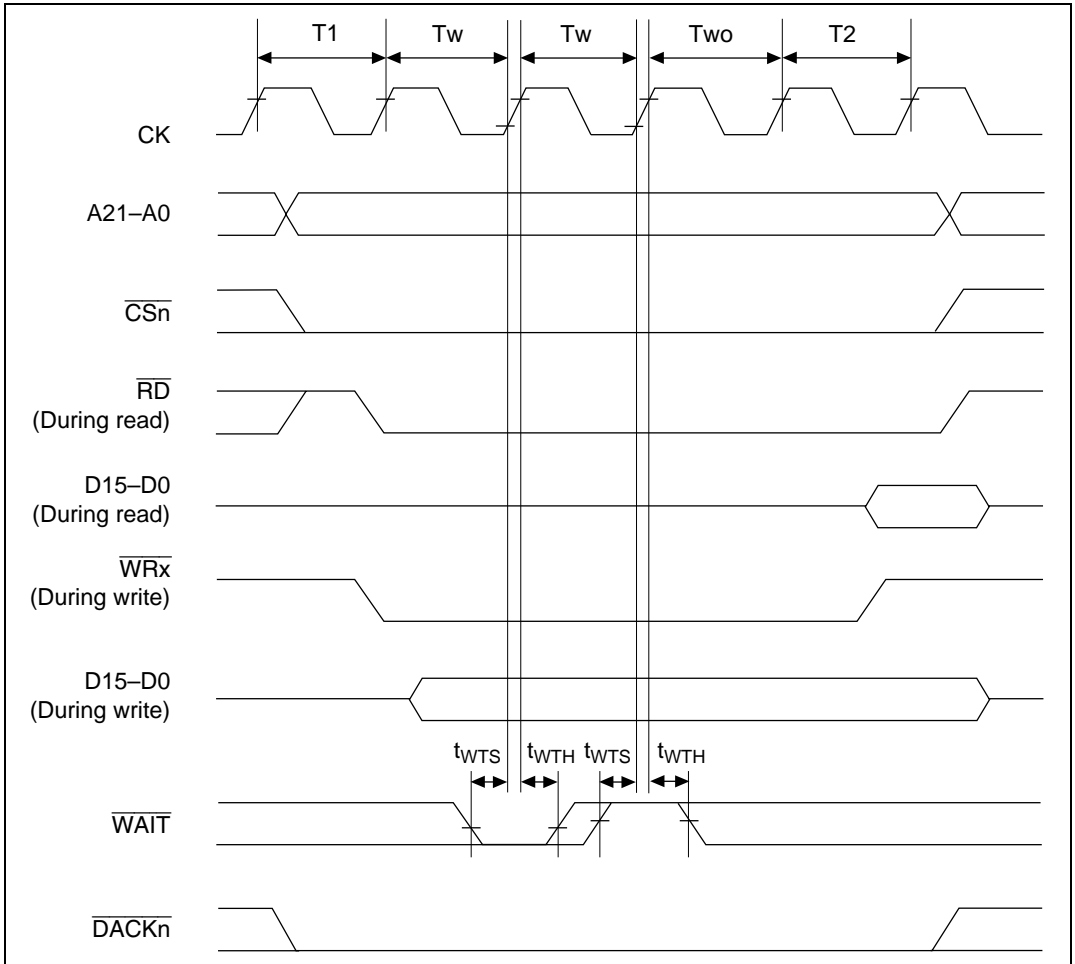 T1 Tw Tw Two T2
CK
A21–A0
CSn
RD
(During read)
D15–D0
(During read)
WRx
(During write)
D15–D0
(During write)
tWTS tWTH tWTS tWTH
WAIT
DACKn